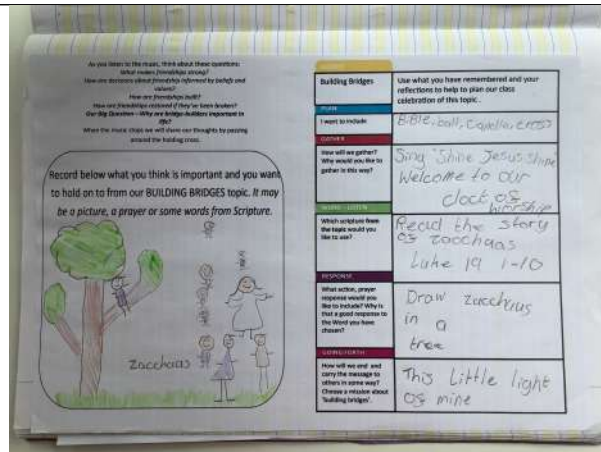 As you listen to the music, think about these questions:
What makes friendships strong?
How are decisions about friendship informed by beliefs and
values?
How are friendships built?
How are friendships restored if they've been broken?
Our Big Question – Why are bridge-builders important in
life?
When the music stops we will share our thoughts by passing
around the holding cross.
Record below what you think is important and you want
to hold on to from our BUILDING BRIDGES topic. It may
be a picture, a prayer or some words from Scripture.
zacchaas
Building Bridges
Use what you have remembered and your
reflections to help to plan our class
celebration of this topic.
PLAN
I want to include
Bible, ball, Candle, cross
GATHER
How will we gather?
Why would you like to
gather in this way?
Sing 'Shine Jesus shine'
Welcome to our
clock of
worship
WORD - LISTEN
Which scripture from
the topic would you
like to use?
Read the story
of zacchaas
Luke 19 1-10
RESPONSE
What action, prayer
response would you
like to include? Why is
that a good response to
the Word you have
chosen?
Draw zacchaus
in a
tree
GOING FORTH
How will we end and
carry the message to
others in some way?
Choose a mission about
'building bridges'.
This Little light
of mine